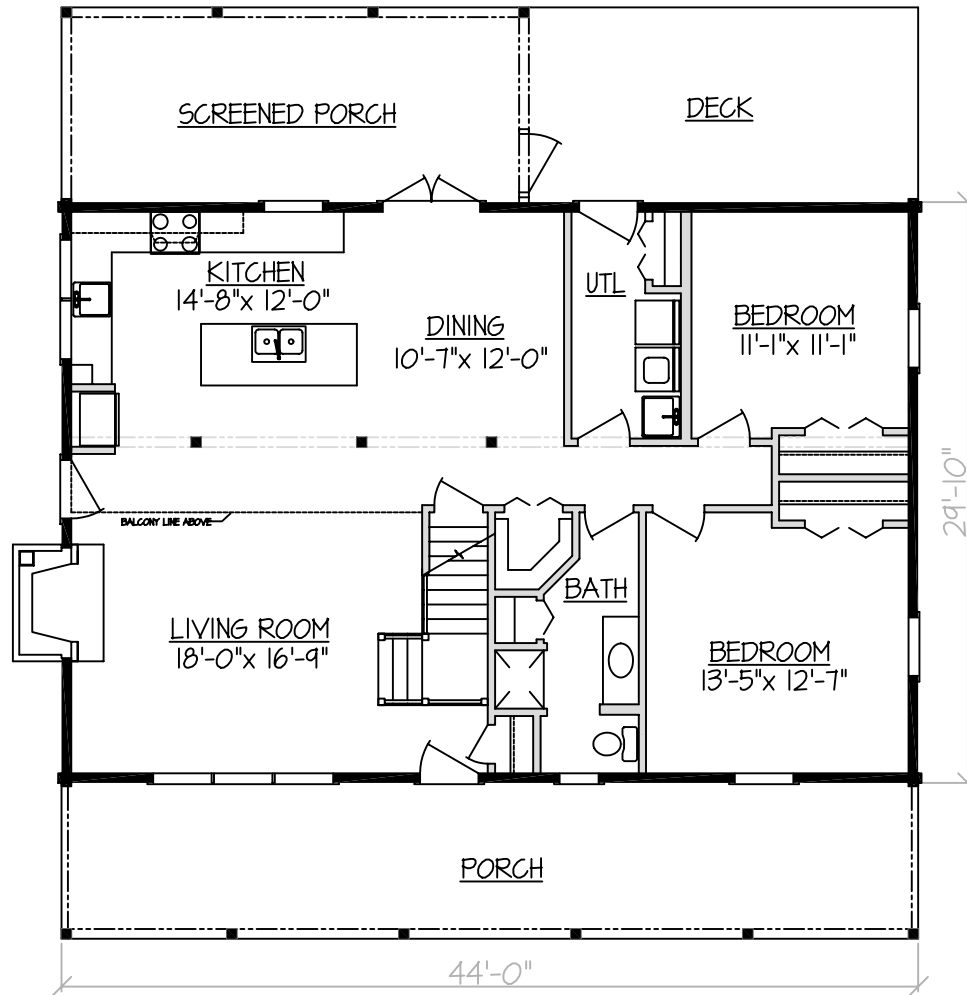 SCREENED PORCH
DECK
KITCHEN
14'-8"x 12'-0"
UTL
DINING
10'-7"x 12'-0"
BEDROOM
11'-1"x 11'-1"
BALCONY LINE ABOVE
29'-10"
BATH
LIVING ROOM
18'-0"x 16'-9"
BEDROOM
13'-5"x 12'-7"
PORCH
44'-0"